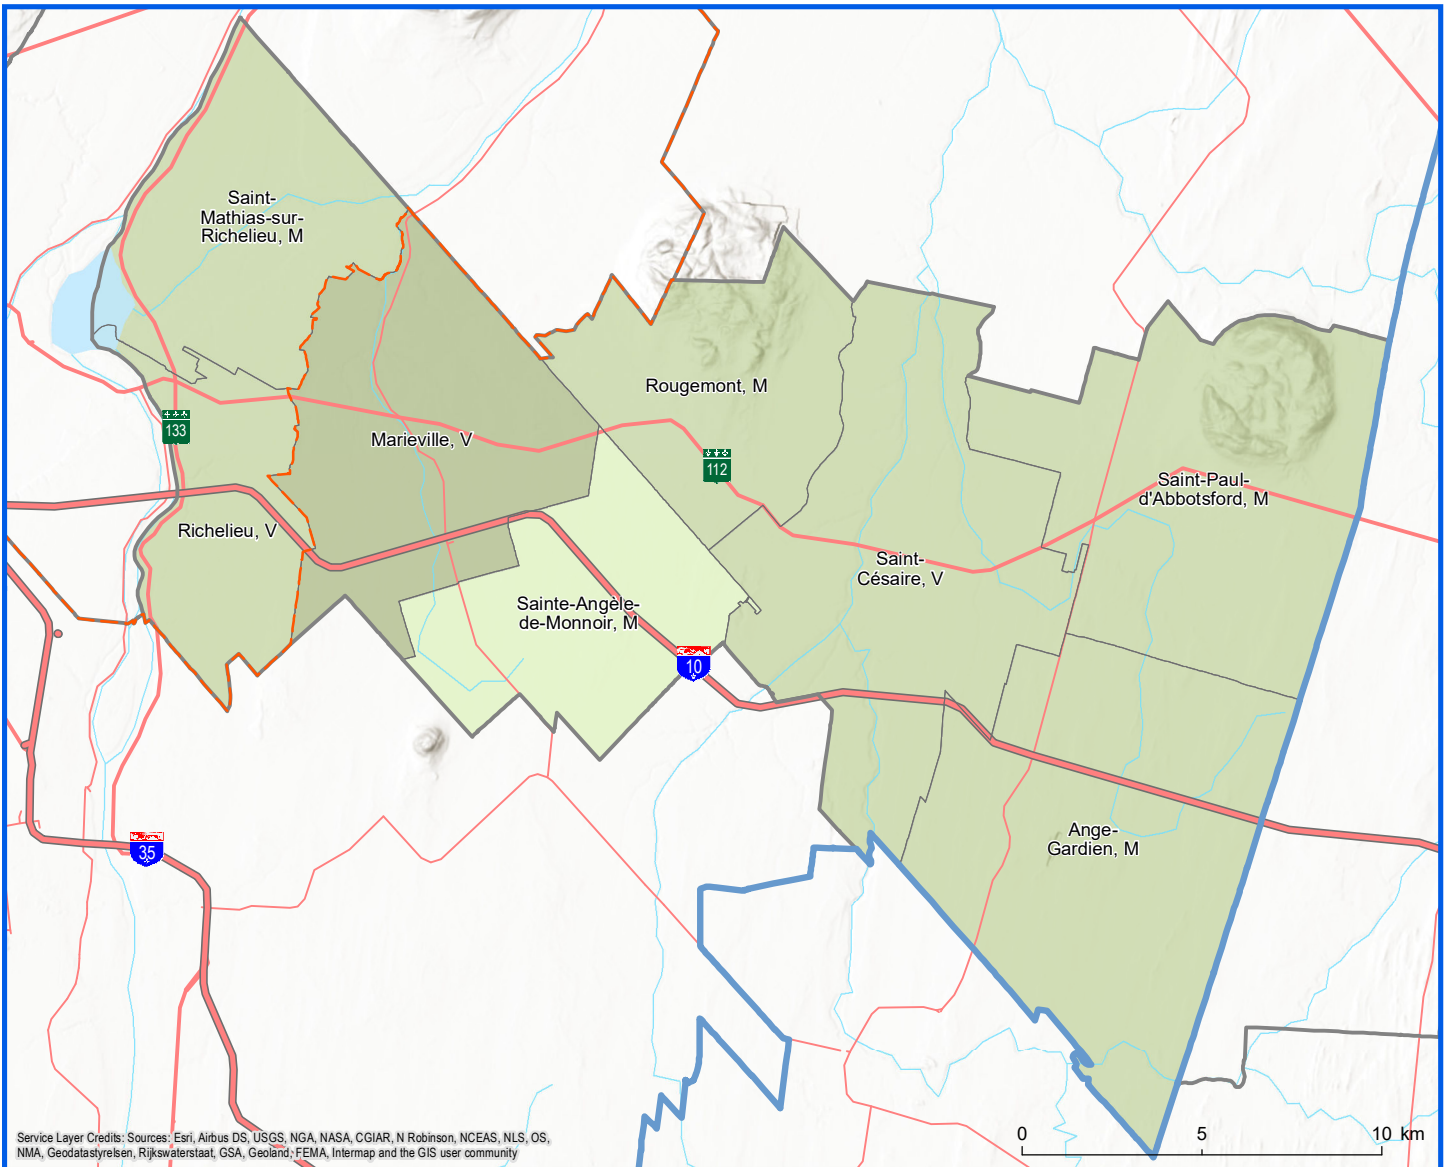 Saint-
Mathias-sur-
Richelieu, M
Rougemont, M
133
Marieville, V
112
Saint-Paul-
d'Abbotsford, M
Richelieu, V
Saint-
Césaire, V
Sainte-Angèle-
de-Monnoir, M
10
Ange-
Gardien, M
35
Service Layer Credits: Sources: Esri, Airbus DS, USGS, NGA, NASA, CGIAR, N Robinson, NCEAS, NLS, OS,
NMA, Geodatastyrelsen, Rijkswaterstaat, GSA, Geoland, FEMA, Intermap and the GIS user community
0 5 10 km